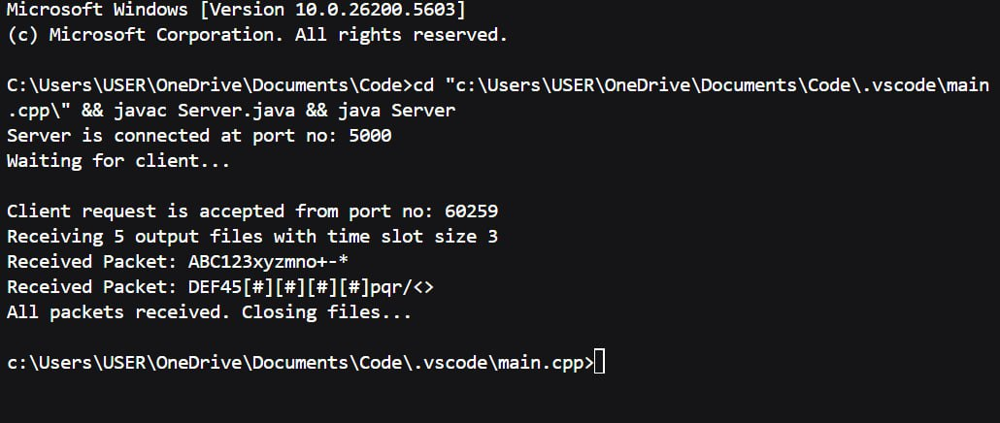 Microsoft Windows [Version 10.0.26200.5603]
(c) Microsoft Corporation. All rights reserved.
C:\Users\USER\OneDrive\Documents\Code>cd "c:\Users\USER\OneDrive\Documents\Code\.vscode\main
.cpp\" && javac Server.java && java Server
Server is connected at port no: 5000
Waiting for client...
Client request is accepted from port no: 60259
Receiving 5 output files with time slot size 3
Received Packet: ABC123xyzmno+-*
Received Packet: DEF45[#][#][#][#]pqr/<>
All packets received. Closing files...
c:\Users\USER\OneDrive\Documents\Code\.vscode\main.cpp>